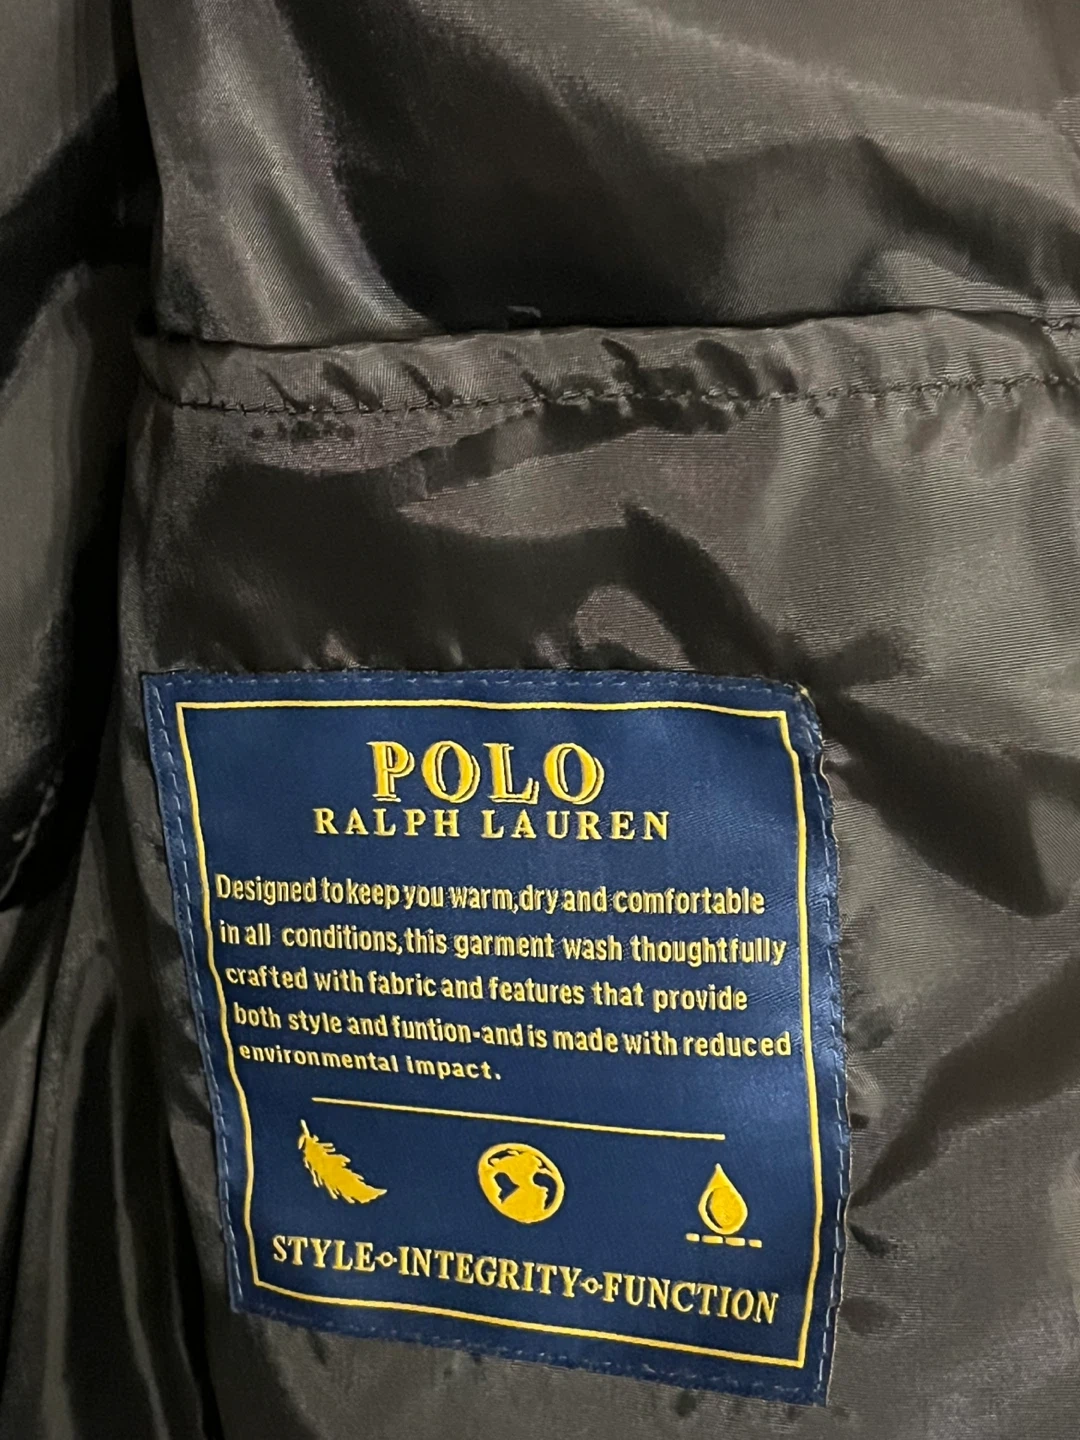 POLO
RALPH LAUREN
Designed to keep you warm,dry and comfortable
in all conditions,this garment wash thoughtfully
crafted with fabric and features that provide
both style and funtion-and is made with reduced
environmental impact.
STYLE⋄INTEGRITY⋄FUNCTION